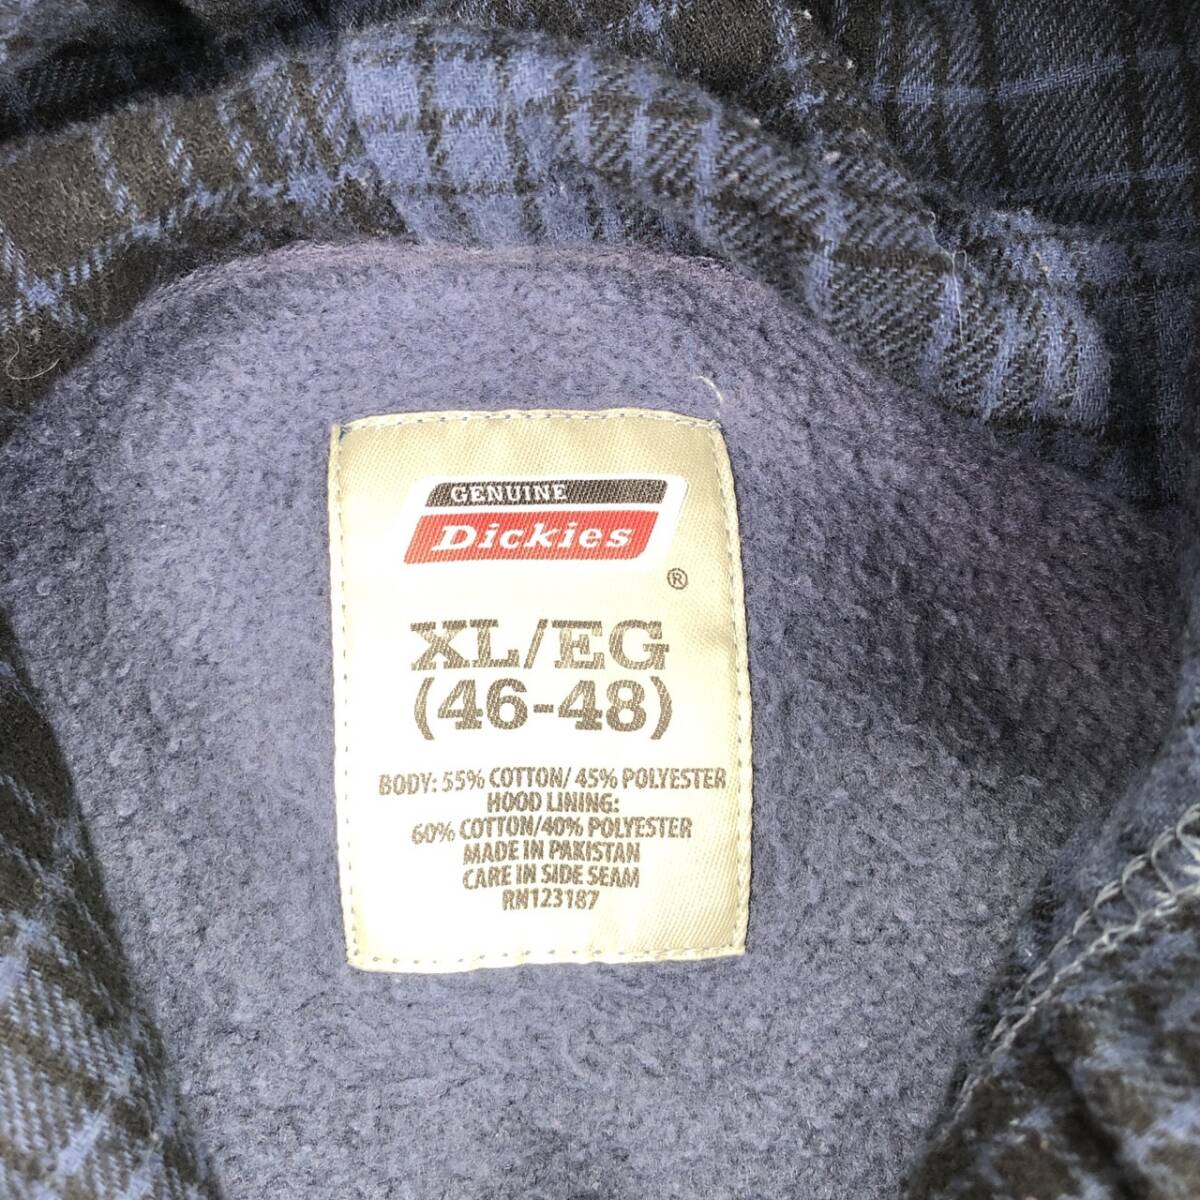 GENUINE
Dickies
®
XL/EG
(46-48)
BODY: 55% COTTON/ 45% POLYESTER
HOOD LINING:
60% COTTON/40% POLYESTER
MADE IN PAKISTAN
CARE IN SIDE SEAM
RN123187